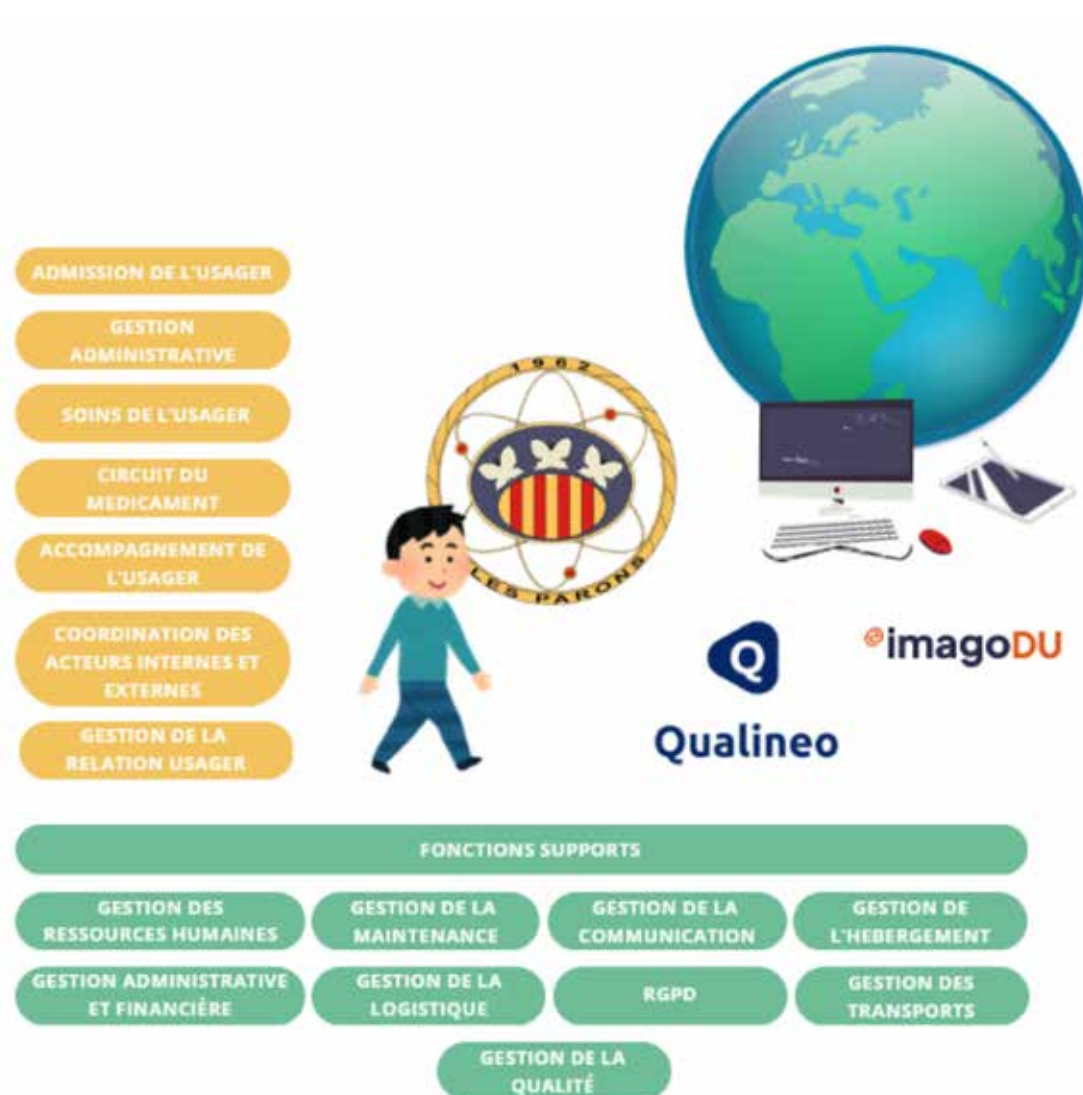 ADMISSION DE L'USAGER
GESTION
ADMINISTRATIVE
SOINS DE L'USAGER
CIRCUIT DU
MEDICAMENT
ACCOMPAGNEMENT DE
L'USAGER
COORDINATION DES
ACTEURS INTERNES ET
EXTERNES
GESTION DE LA
RELATION USAGER
1962
LES PARONS
Q
Qualineo
@imagoDU
FONCTIONS SUPPORTS
GESTION DES
RESSOURCES HUMAINES
GESTION DE LA
MAINTENANCE
GESTION DE LA
COMMUNICATION
GESTION DE
L'HEBERGEMENT
GESTION ADMINISTRATIVE
ET FINANCIÈRE
GESTION DE LA
LOGISTIQUE
RGPD
GESTION DES
TRANSPORTS
GESTION DE LA
QUALITÉ